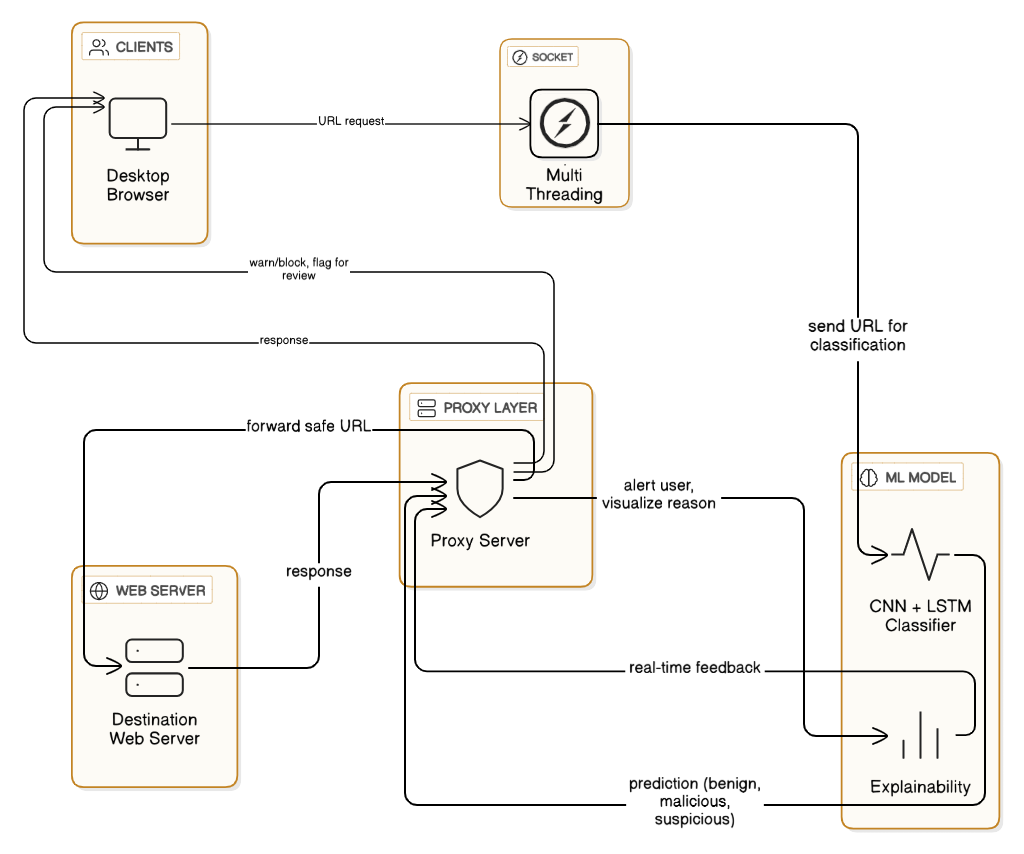 CLIENTS
SOCKET
URL request
Desktop
Browser
Multi
Threading
warn/block, flag for
review
send URL for
classification
response
PROXY LAYER
forward safe URL
ML MODEL
alert user,
visualize reason
Proxy Server
response
WEB SERVER
CNN + LSTM
Classifier
real-time feedback
Destination
Web Server
Explainability
prediction (benign,
malicious,
suspicious)